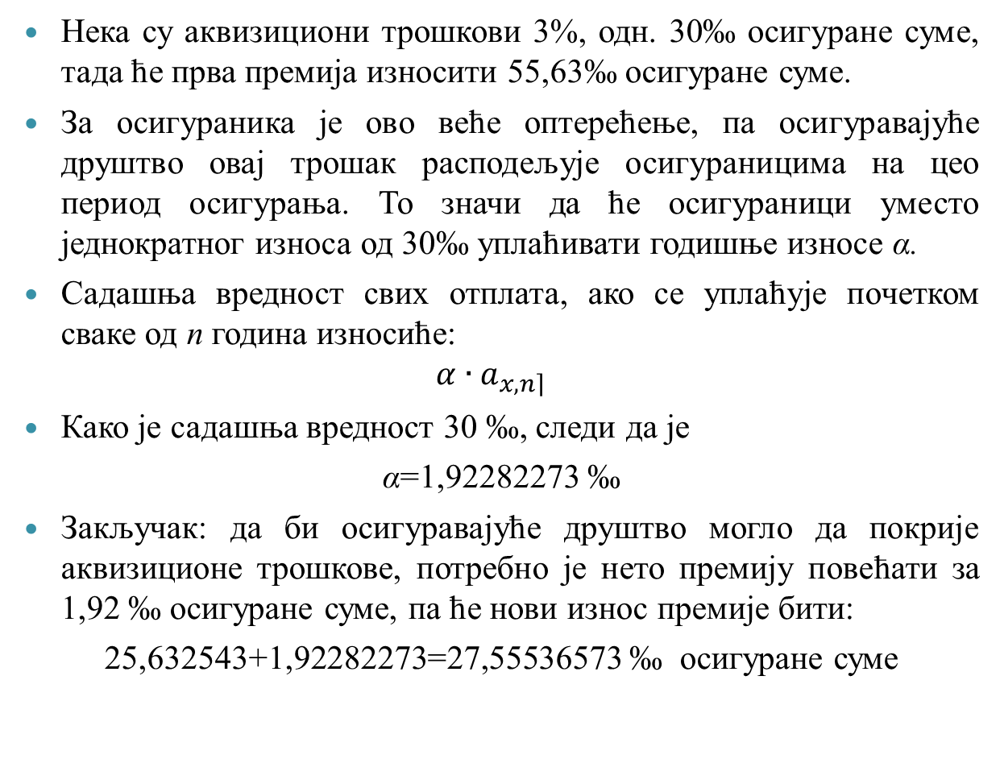 • Нека су аквизициони трошкови 3%, одн. 30‰ осигуране суме,
тада ће прва премија износити 55,63‰ осигуране суме.
• За осигураника је ово веће оптерећење, па осигуравајуће
друштво овај трошак расподељује осигураницима на цео
период осигурања. То значи да ће осигураници уместо
једнократног износа од 30‰ уплаћивати годишње износе α.
• Садашња вредност свих отплата, ако се уплаћује почетком
сваке од n година износиће:
α · aₓ,ₙ⌉
• Како је садашња вредност 30 ‰, следи да је
α=1,92282273 ‰
• Закључак: да би осигуравајуће друштво могло да покрије
аквизиционе трошкове, потребно је нето премију повећати за
1,92 ‰ осигуране суме, па ће нови износ премије бити:
25,632543+1,92282273=27,55536573 ‰ осигуране суме